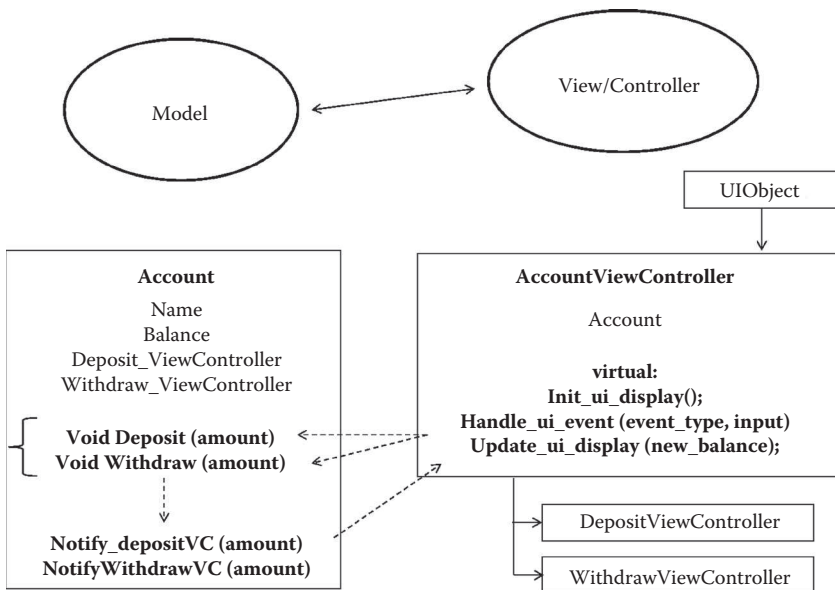 Model
View/Controller
UIObject
Account
Name
Balance
Deposit_ViewController
Withdraw_ViewController
Void Deposit (amount)
Void Withdraw (amount)
Notify_depositVC (amount)
NotifyWithdrawVC (amount)
AccountViewController
Account
virtual:
Init_ui_display();
Handle_ui_event (event_type, input)
Update_ui_display (new_balance);
DepositViewController
WithdrawViewController